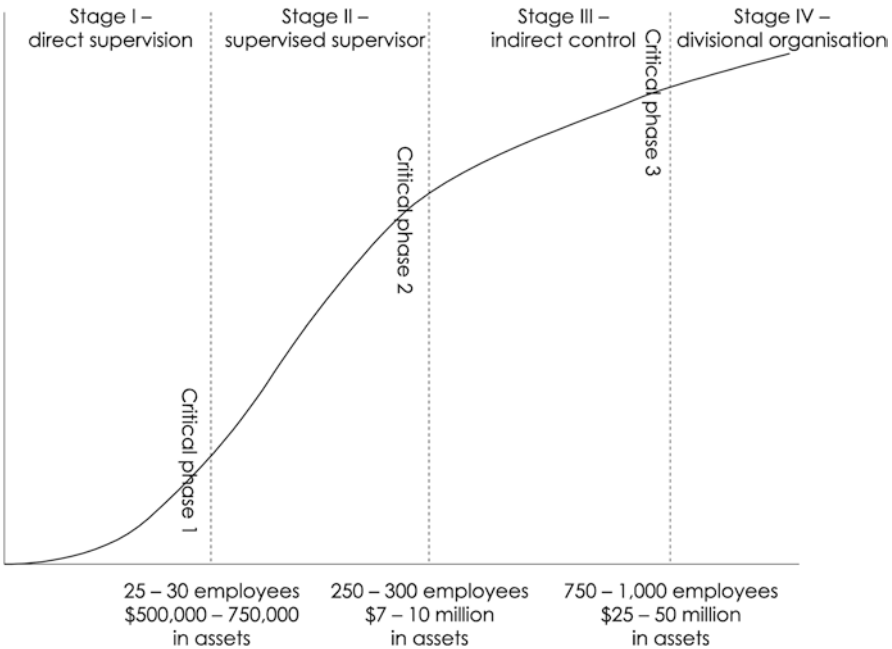 Stage I –
direct supervision
Stage II –
supervised supervisor
Stage III –
indirect control
Stage IV –
divisional organisation
Critical phase 1
Critical phase 2
Critical phase 3
25 – 30 employees
$500,000 – 750,000
in assets
250 – 300 employees
$7 – 10 million
in assets
750 – 1,000 employees
$25 – 50 million
in assets